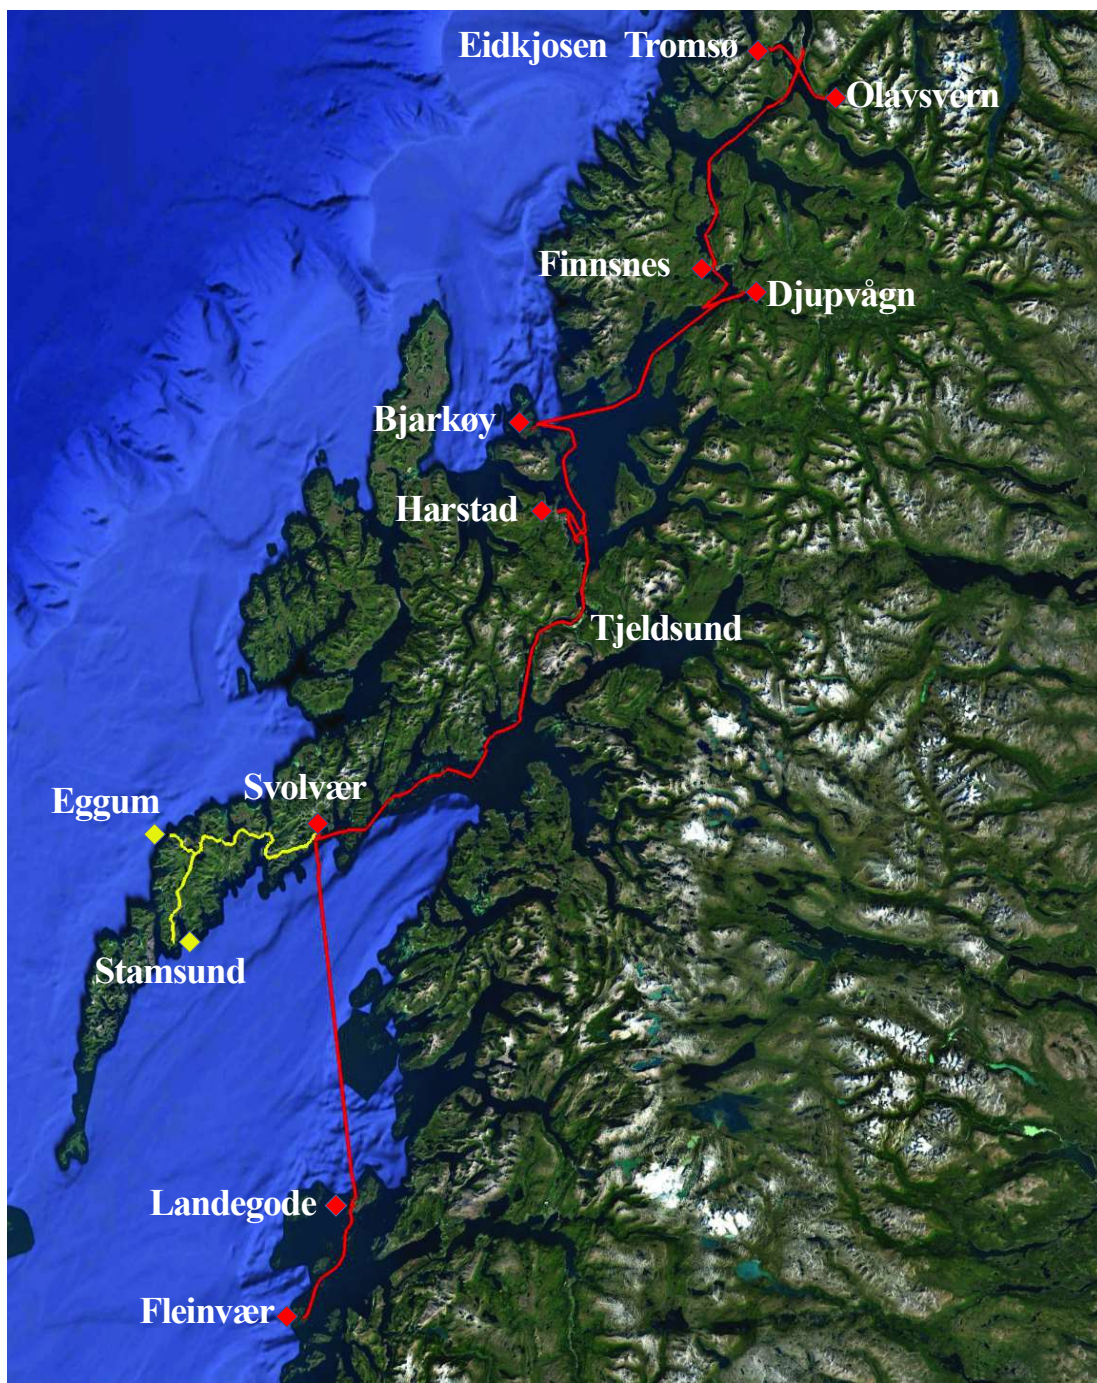 Eidkjosen Tromsø
Olavsvern
Finnsnes
Djupvågn
Bjarkøy
Harstad
Tjeldsund
Svolvær
Eggum
Stamsund
Landegode
Fleinvær